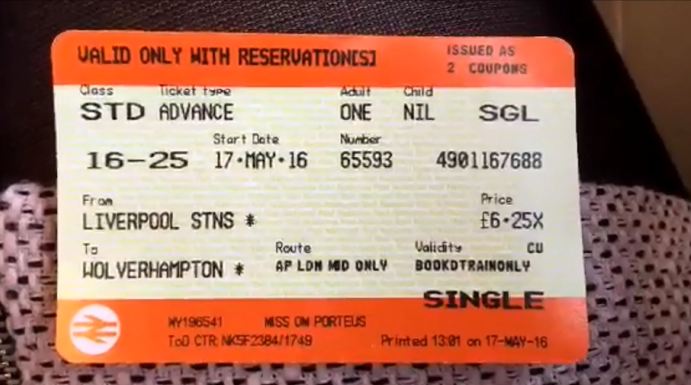 VALID ONLY WITH RESERVATION[S]
ISSUED AS
2 COUPONS
Class Ticket type Adult Child
STD ADVANCE ONE NIL SGL
Start Date Number
16-25 17·MAY·16 65593 4901167688
From Price
LIVERPOOL STNS * £6·25X
To Route Validity CU
WOLVERHAMPTON * AP LDN MID ONLY BOOKDTRAINONLY
SINGLE
MY196541 MISS OW PORTEUS
ToD CTR: NK5F2384/1749 Printed 13:01 on 17-MAY-16